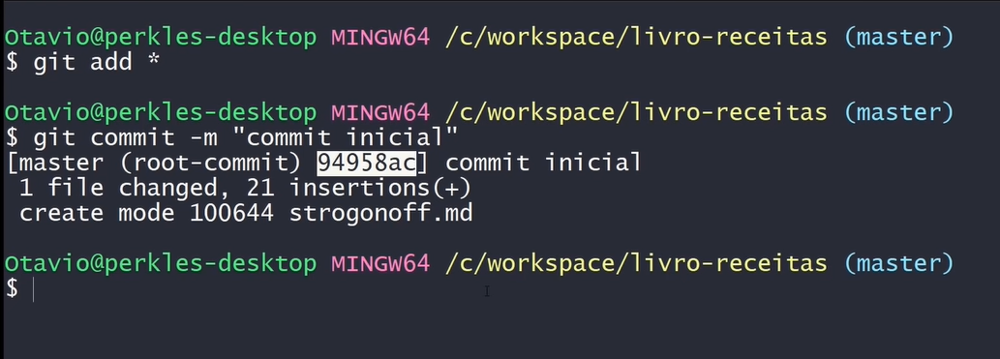 Otavio@perkles-desktop MINGW64 /c/workspace/livro-receitas (master)
$ git add *
Otavio@perkles-desktop MINGW64 /c/workspace/livro-receitas (master)
$ git commit -m "commit inicial"
[master (root-commit) 94958ac] commit inicial
 1 file changed, 21 insertions(+)
 create mode 100644 strogonoff.md
Otavio@perkles-desktop MINGW64 /c/workspace/livro-receitas (master)
$